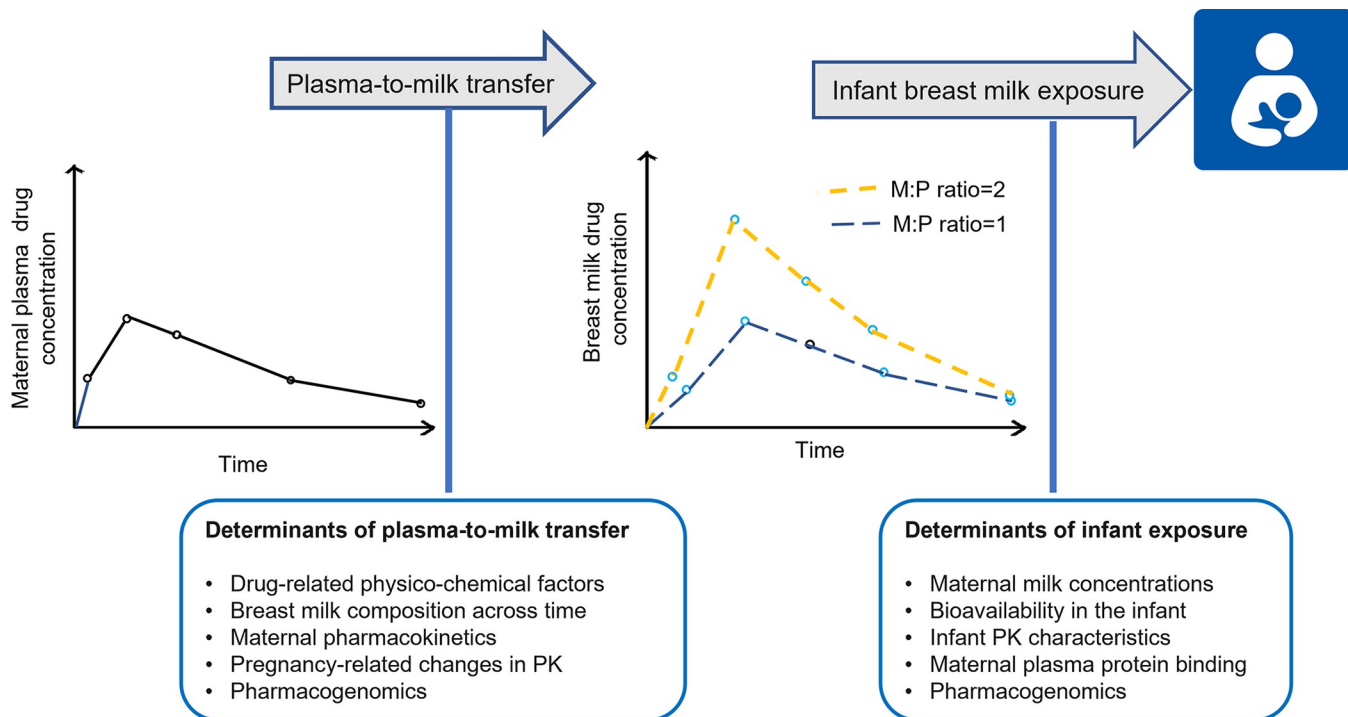 Plasma-to-milk transfer
Infant breast milk exposure
Maternal plasma drug
concentration
Time
Breast milk drug
concentration
M:P ratio=2
M:P ratio=1
Time
Determinants of plasma-to-milk transfer
• Drug-related physico-chemical factors
• Breast milk composition across time
• Maternal pharmacokinetics
• Pregnancy-related changes in PK
• Pharmacogenomics
Determinants of infant exposure
• Maternal milk concentrations
• Bioavailability in the infant
• Infant PK characteristics
• Maternal plasma protein binding
• Pharmacogenomics